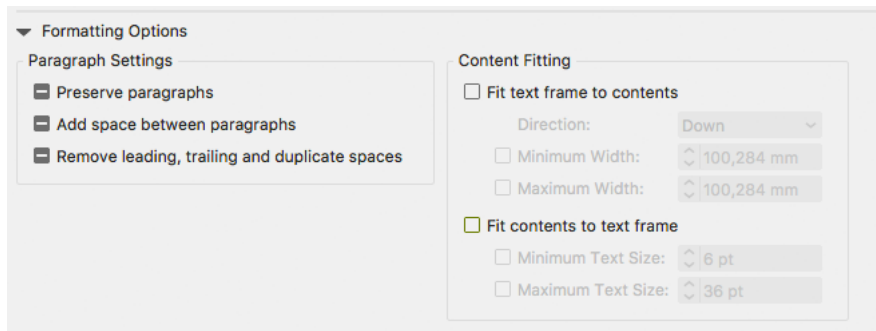 Formatting Options
Paragraph Settings
Preserve paragraphs
Add space between paragraphs
Remove leading, trailing and duplicate spaces
Content Fitting
Fit text frame to contents
Direction: Down
Minimum Width: 100,284 mm
Maximum Width: 100,284 mm
Fit contents to text frame
Minimum Text Size: 6 pt
Maximum Text Size: 36 pt